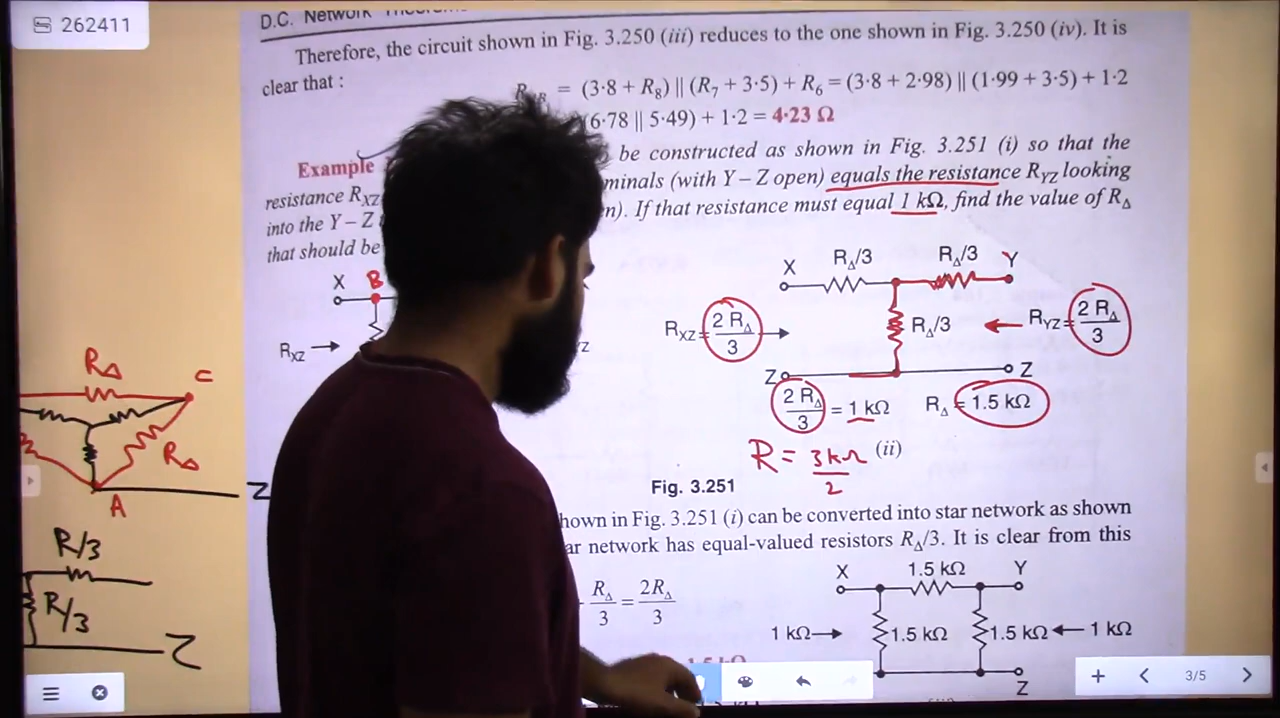 262411
D.C. Network
Therefore, the circuit shown in Fig. 3.250 (iii) reduces to the one shown in Fig. 3.250 (iv). It is
clear that :
= (3·8 + R8) || (R7 + 3·5) + R6 = (3·8 + 2·98) || (1·99 + 3·5) + 1·2
(6·78 || 5·49) + 1·2 = 4·23 Ω
Example be constructed as shown in Fig. 3.251 (i) so that the
resistance RXZ minals (with Y – Z open) equals the resistance RYZ looking
into the Y – Z n). If that resistance must equal 1 kΩ, find the value of RΔ
that should be
X B
RXZ
Z
X RΔ/3 RΔ/3 Y
RXZ = 2 RΔ / 3 RΔ/3 RYZ = 2 RΔ / 3
Z Z
2 RΔ / 3 = 1 kΩ RΔ = 1.5 kΩ
R = 3kΩ / 2 (ii)
Fig. 3.251
hown in Fig. 3.251 (i) can be converted into star network as shown
ar network has equal-valued resistors RΔ/3. It is clear from this
RΔ/3 = 2RΔ/3
X 1.5 kΩ Y
1 kΩ 1.5 kΩ 1.5 kΩ 1 kΩ
Z
RΔ C
RΔ
A Z
R/3
R/3
Z
3/5